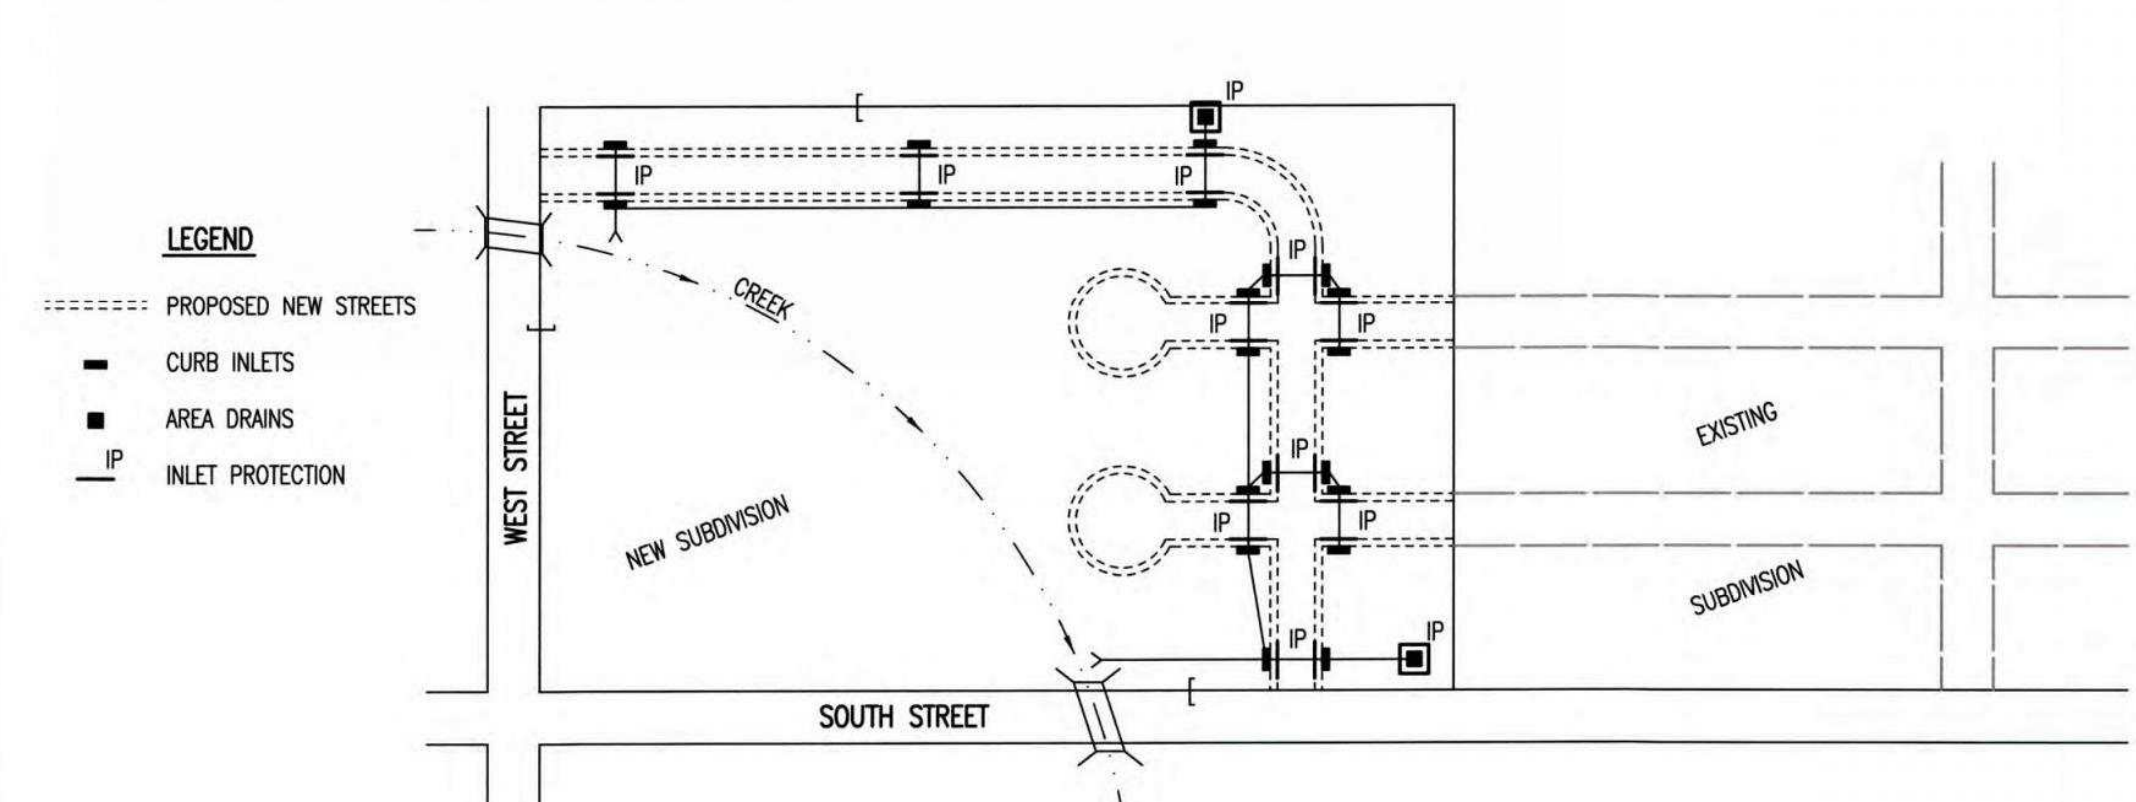 IP
IP
IP
IP
LEGEND
IP
CREEK
PROPOSED NEW STREETS
IP
IP
CURB INLETS
WEST STREET
AREA DRAINS
EXISTING
IP
IP
INLET PROTECTION
NEW SUBDIVISION
IP
IP
SUBDIVISION
IP
IP
SOUTH STREET